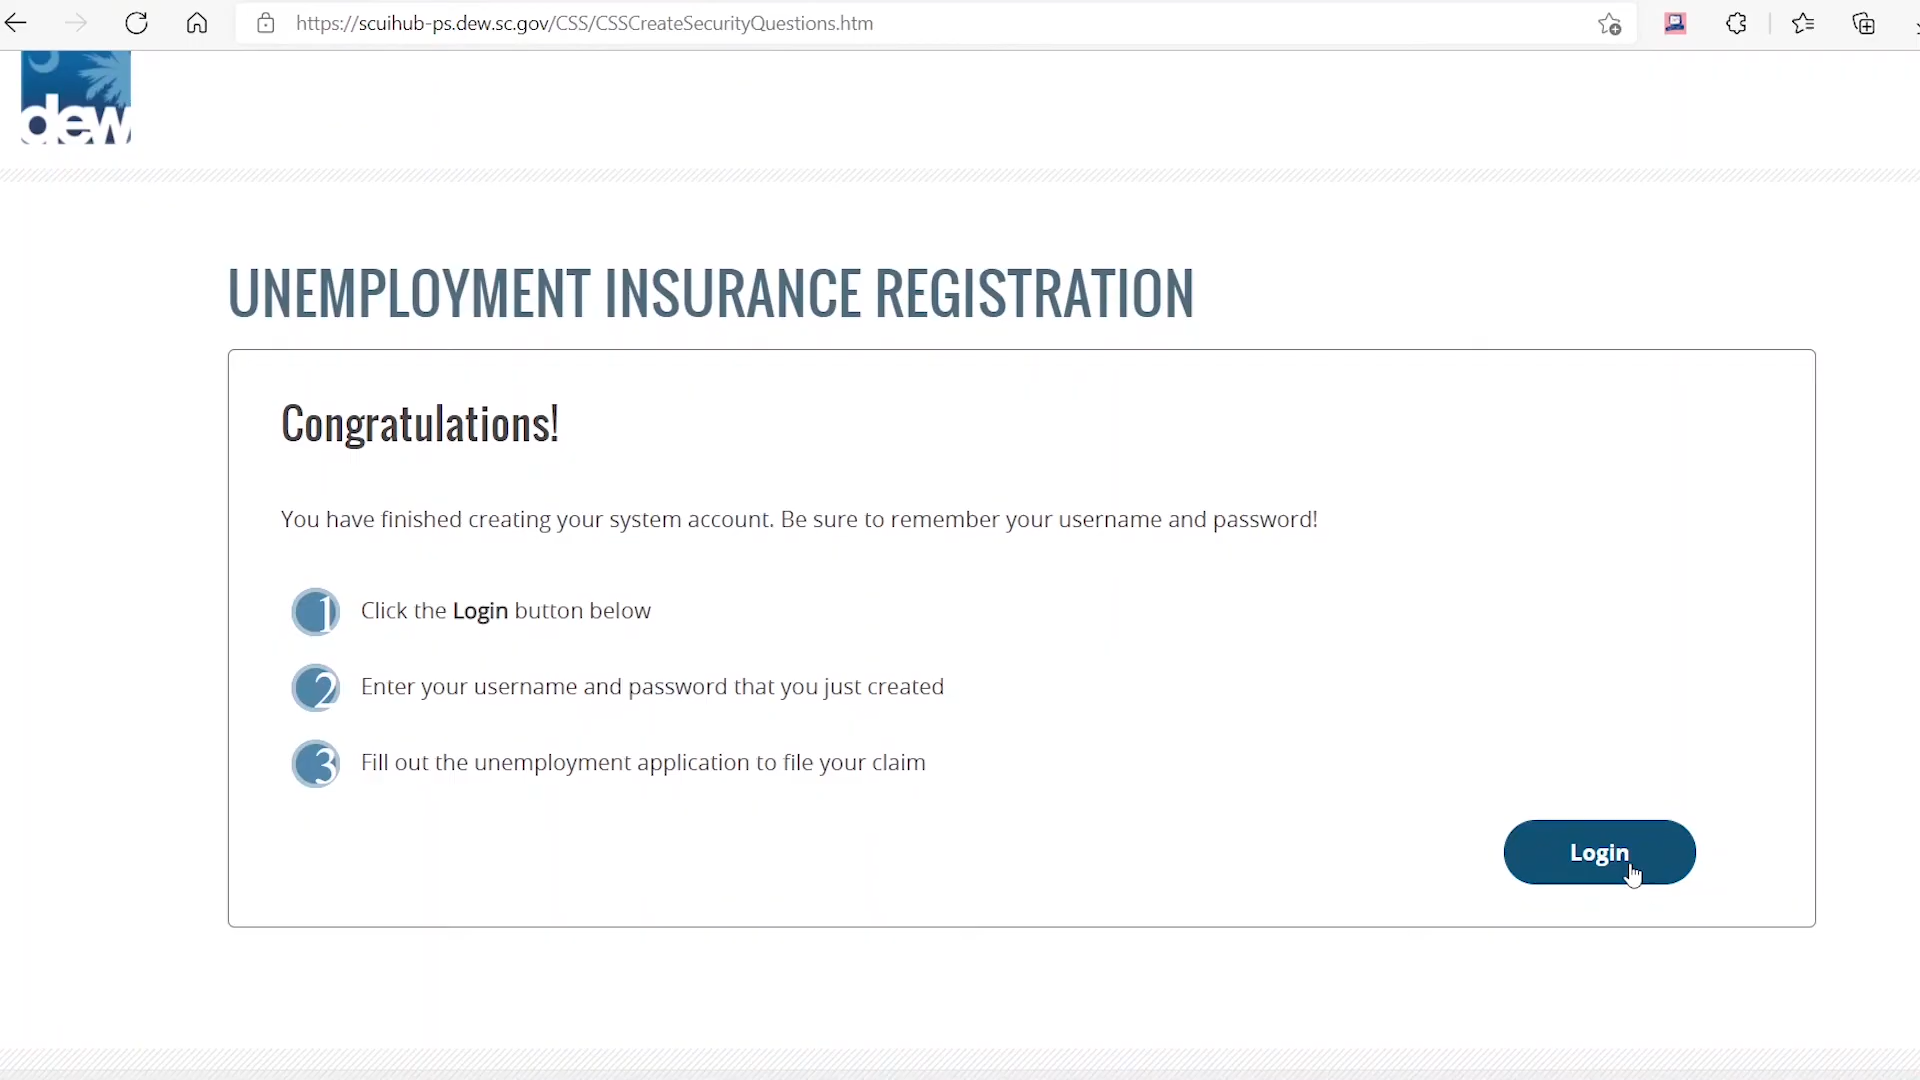 https://scuihub-ps.dew.sc.gov/CSS/CSSCreateSecurityQuestions.htm
dew
UNEMPLOYMENT INSURANCE REGISTRATION
Congratulations!
You have finished creating your system account. Be sure to remember your username and password!
1 Click the Login button below
2 Enter your username and password that you just created
3 Fill out the unemployment application to file your claim
Login